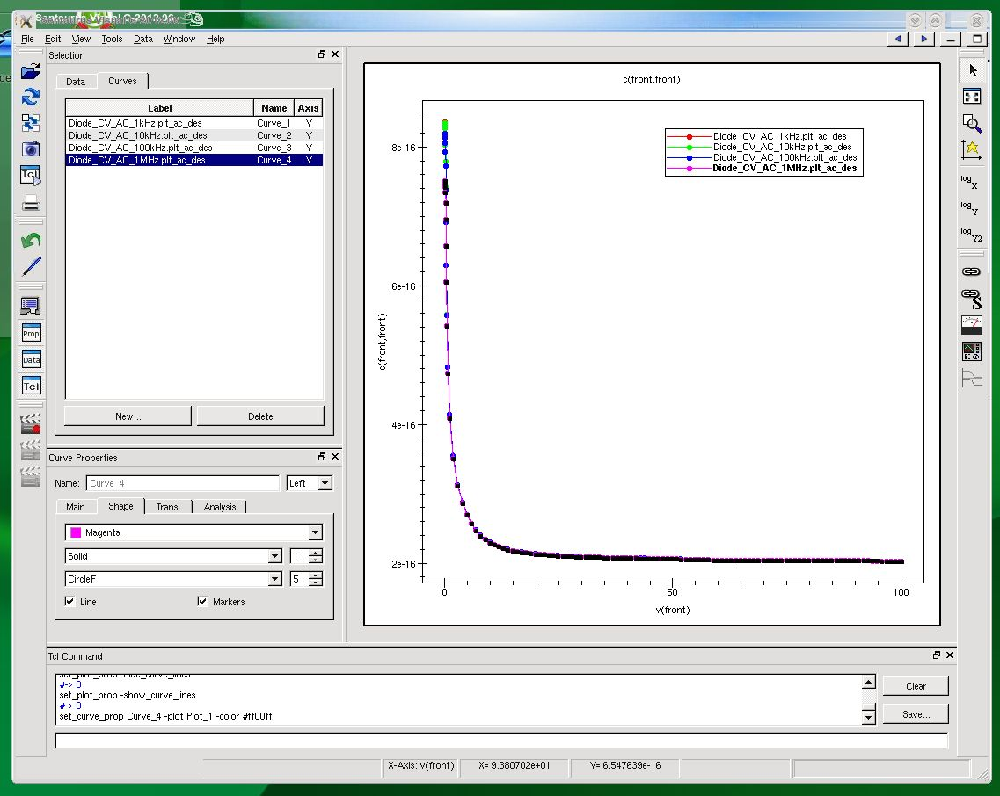 Sentaurus Visual G-2012.06
File Edit View Tools Data Window Help
Selection
Data Curves
Label Name Axis
Diode_CV_AC_1kHz.plt_ac_des Curve_1 Y
Diode_CV_AC_10kHz.plt_ac_des Curve_2 Y
Diode_CV_AC_100kHz.plt_ac_des Curve_3 Y
Diode_CV_AC_1MHz.plt_ac_des Curve_4 Y
New... Delete
Curve Properties
Name: Curve_4 Left
Main Shape Trans. Analysis
Magenta
Solid 1
CircleF 5
Line Markers
Tcl
Prop
Data
Tcl
c(front,front)
Diode_CV_AC_1kHz.plt_ac_des
Diode_CV_AC_10kHz.plt_ac_des
Diode_CV_AC_100kHz.plt_ac_des
Diode_CV_AC_1MHz.plt_ac_des
8e-16
6e-16
4e-16
2e-16
c(front,front)
0 50 100
v(front)
log X
log Y
log Y2
S
Tcl Command
set_plot_prop -hide_curve_lines
#-> 0
set_plot_prop -show_curve_lines
#-> 0
set_curve_prop Curve_4 -plot Plot_1 -color #ff00ff
Clear
Save...
X-Axis: v(front) X= 9.380702e+01 Y= 6.547639e-16